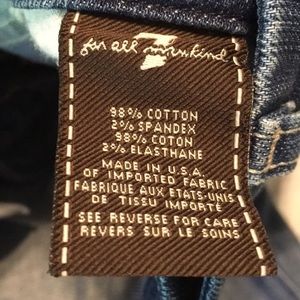 for all mankind
7
98% COTTON
2% SPANDEX
98% COTON
2% ELASTHANE
MADE IN U.S.A.
OF IMPORTED FABRIC
FABRIQUE AUX ETATS-UNIS
DE TISSU IMPORTÉ
SEE REVERSE FOR CARE
REVERS SUR LE SOINS